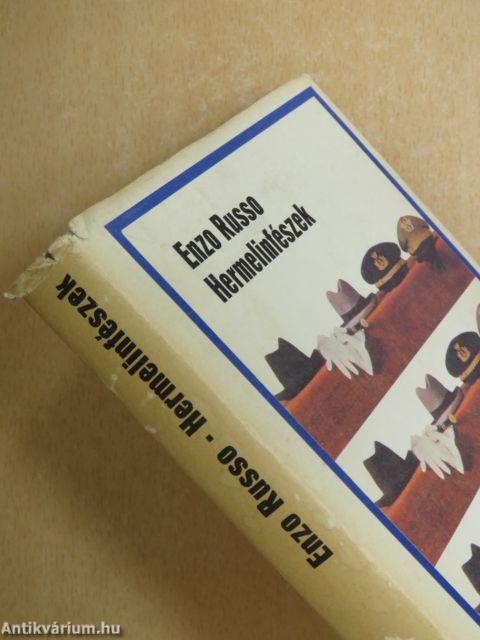 Enzo Russo
Hermelinfészek
Enzo Russo - Hermelinfészek
Antikvárium.hu